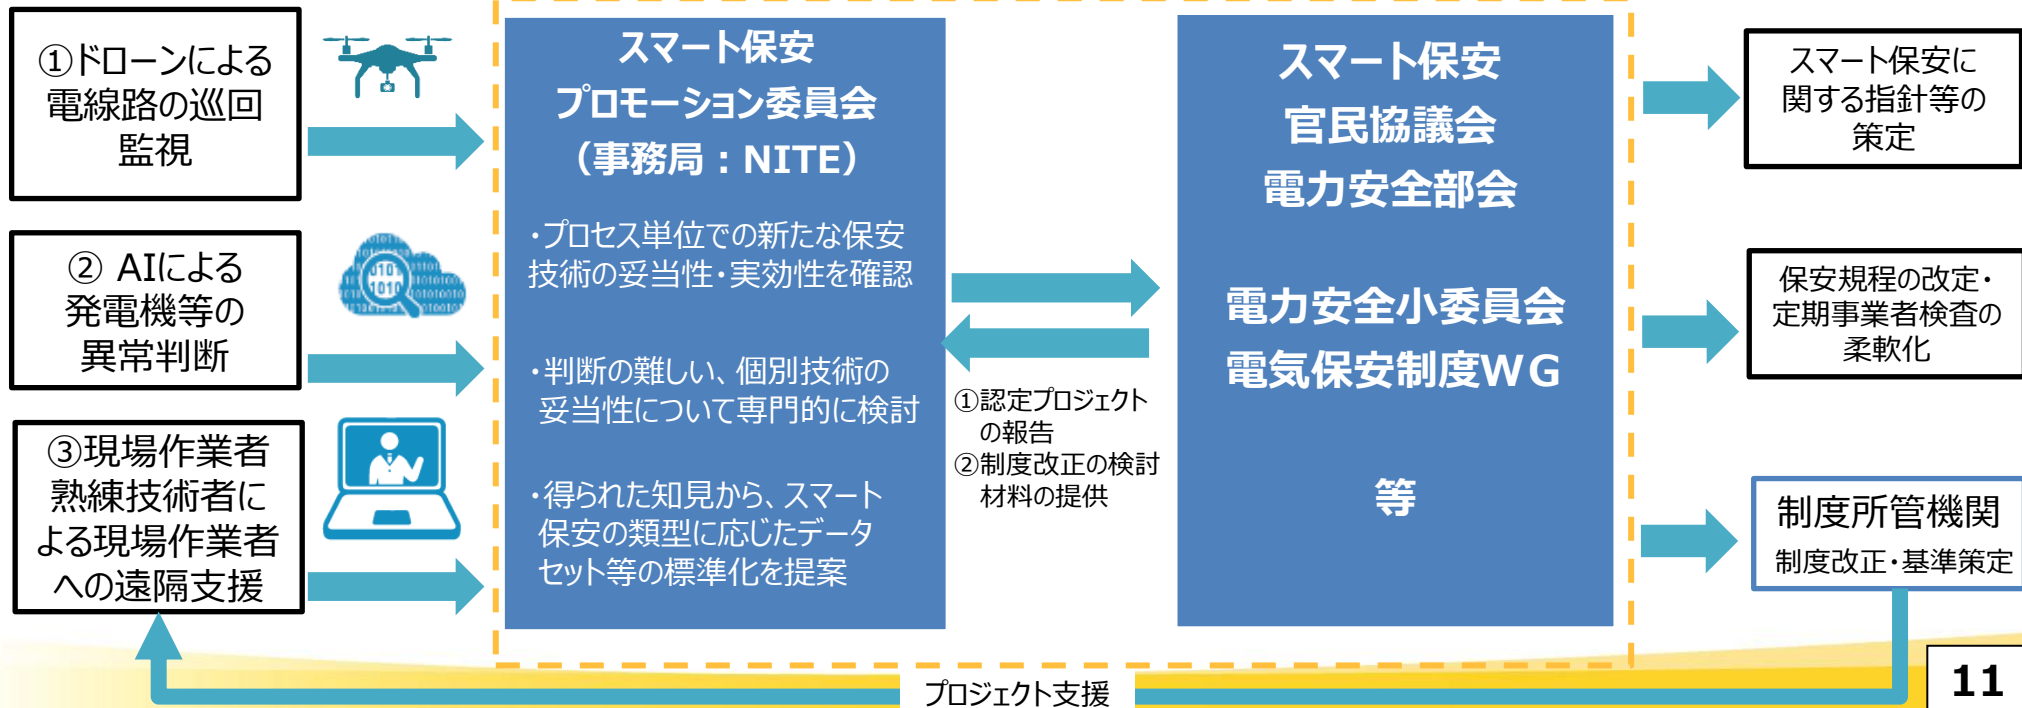 ①ドローンによる
電線路の巡回
監視
② AIによる
発電機等の
異常判断
③現場作業者
熟練技術者に
よる現場作業者
への遠隔支援
スマート保安
プロモーション委員会
（事務局：NITE）
・プロセス単位での新たな保安
技術の妥当性・実効性を確認
・判断の難しい、個別技術の
妥当性について専門的に検討
・得られた知見から、スマート
保安の類型に応じたデータ
セット等の標準化を提案
①認定プロジェクト
の報告
②制度改正の検討
材料の提供
スマート保安
官民協議会
電力安全部会
電力安全小委員会
電気保安制度WG
等
スマート保安に
関する指針等の
策定
保安規程の改定・
定期事業者検査の
柔軟化
制度所管機関
制度改正・基準策定
プロジェクト支援
11